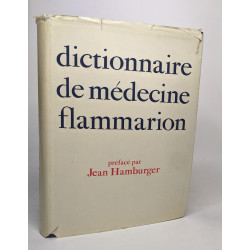 dictionnaire
de médecine
flammarion
préface par
Jean Hamburger